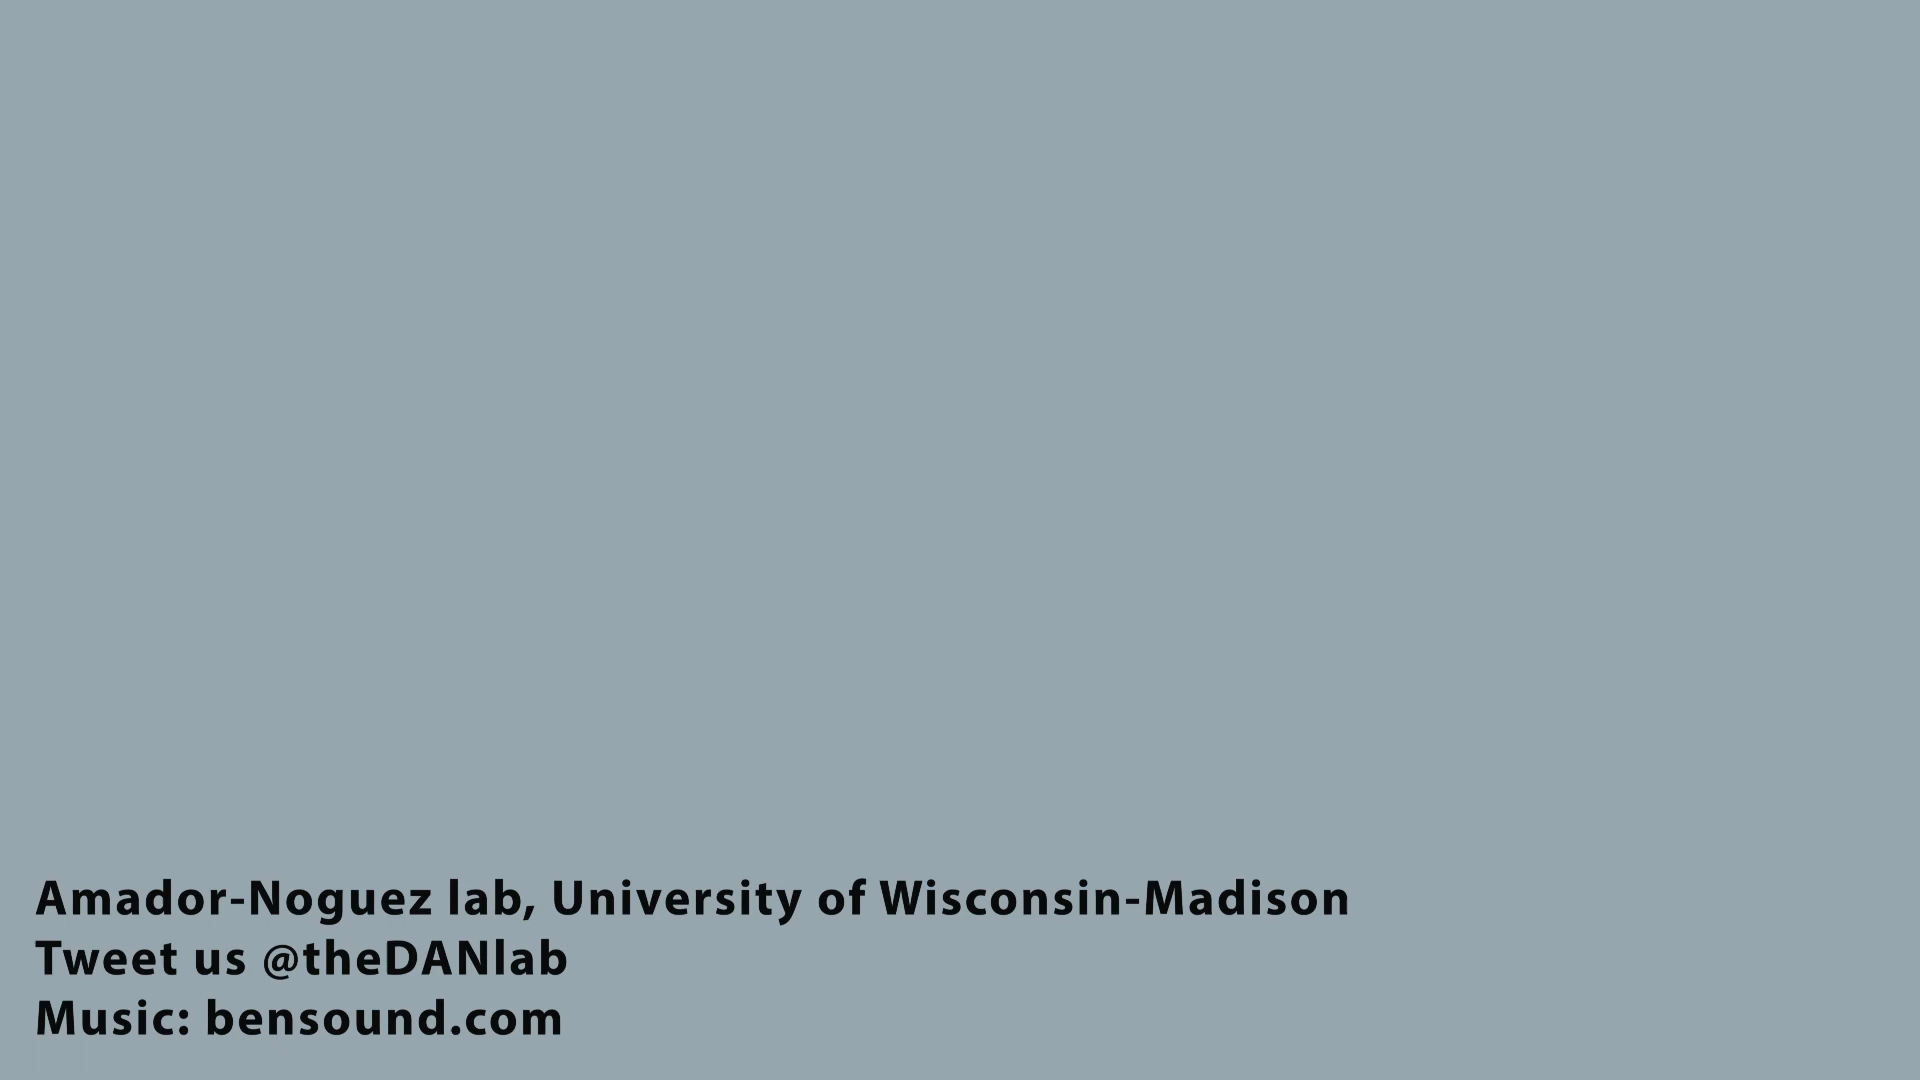 Amador-Noguez lab, University of Wisconsin-Madison
Tweet us @theDANlab
Music: bensound.com